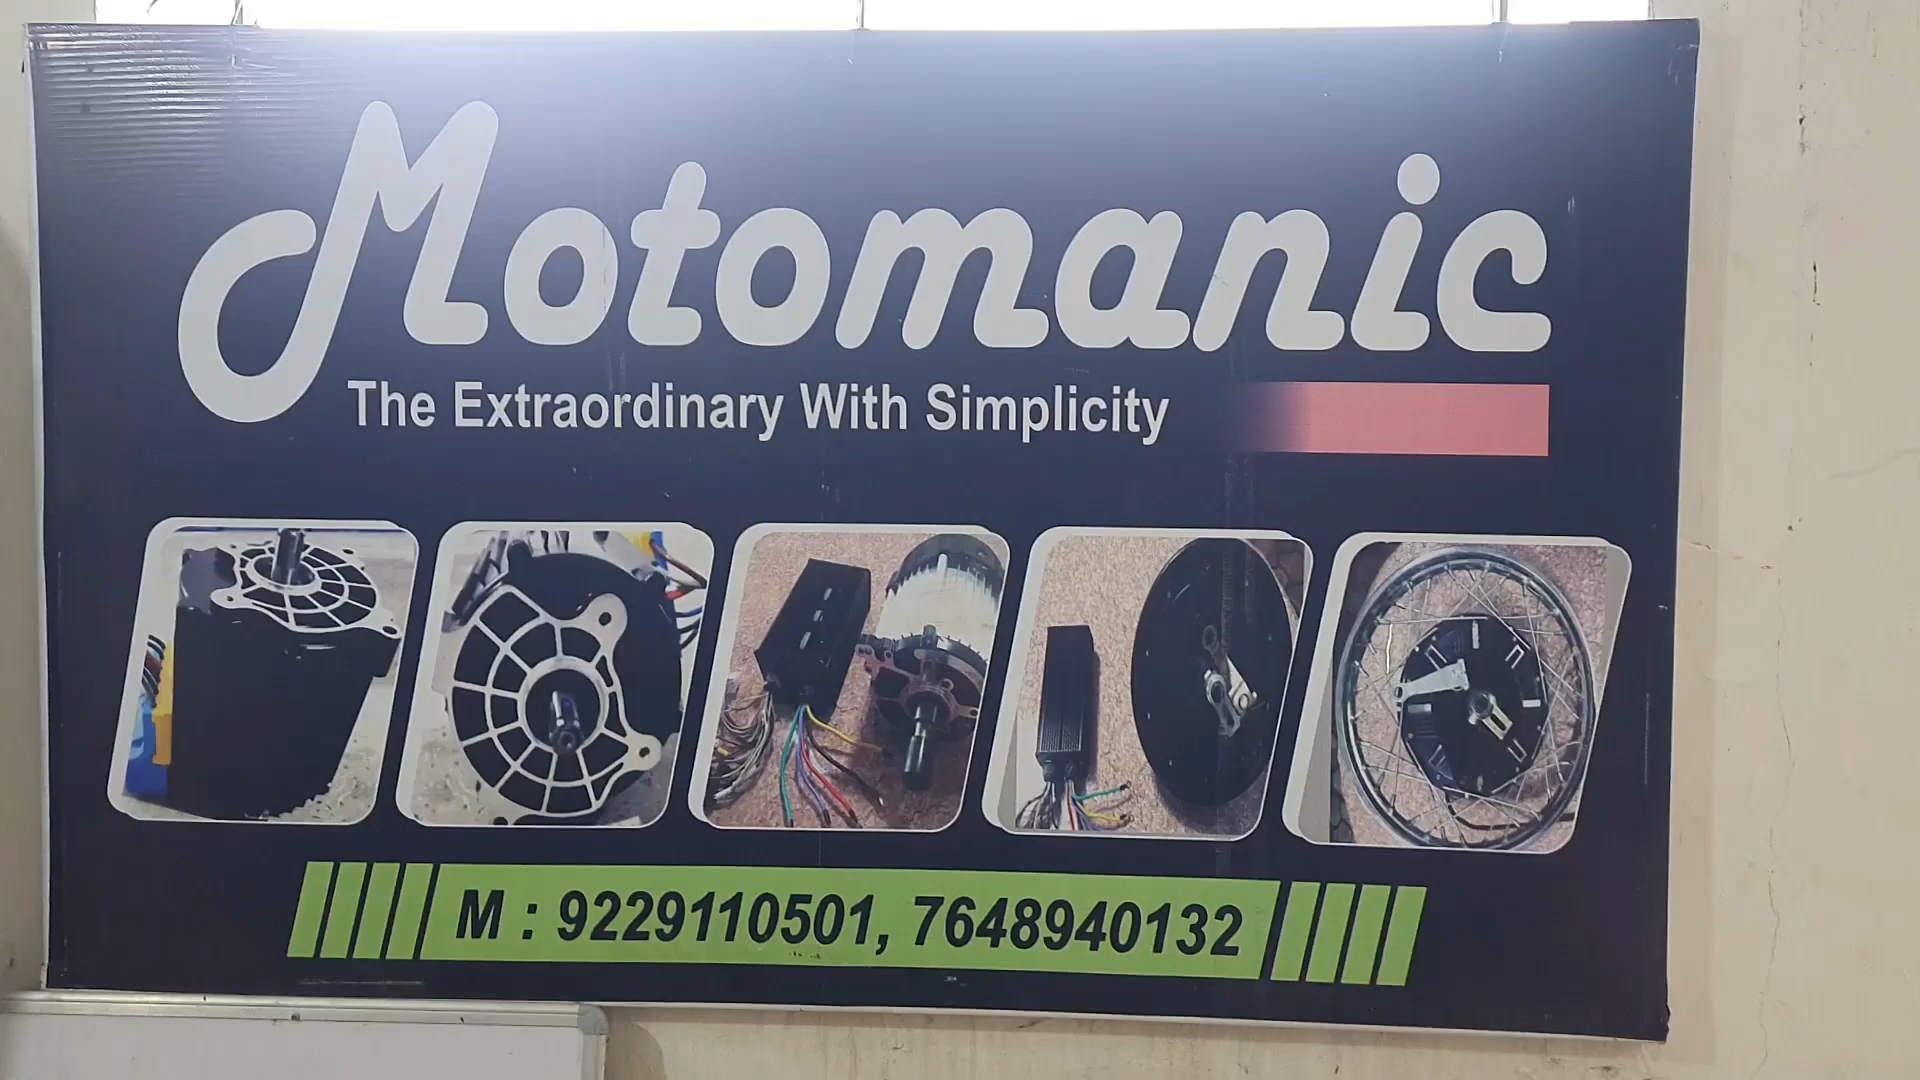 Motomanic
The Extraordinary With Simplicity
M : 9229110501, 7648940132